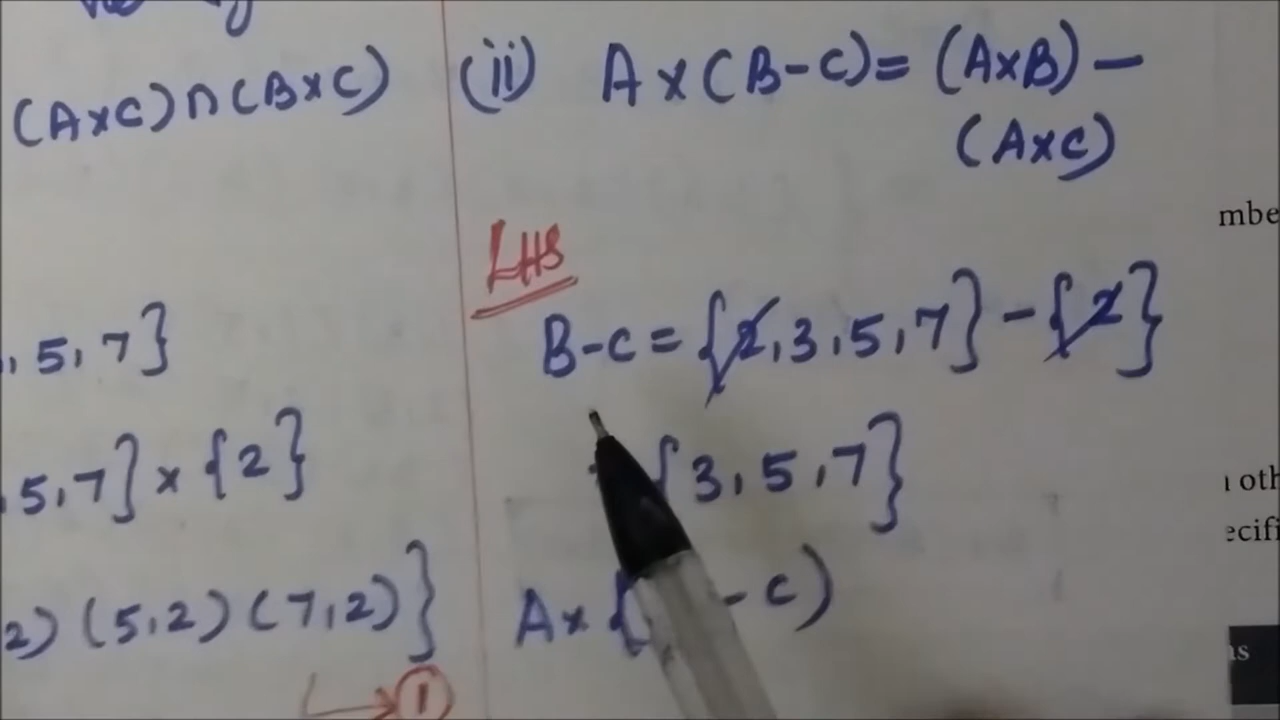 (A×C)∩(B×C)
, 5, 7}
, 5, 7} × {2}
2) (5,2) (7,2)}
1
(ii) A×(B-C)= (A×B) -
(A×C)
LHS
B-C = {2,3,5,7} - {2}
{3,5,7}
A× { - C)
mbe
oth
ecifi
as